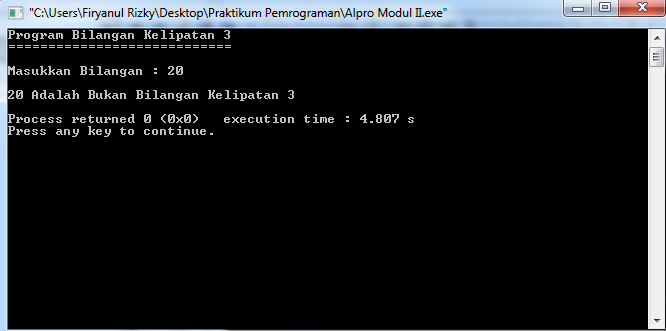 "C:\Users\Firyanul Rizky\Desktop\Praktikum Pemrograman\Alpro Modul II.exe"
Program Bilangan Kelipatan 3
============================
Masukkan Bilangan : 20
20 Adalah Bukan Bilangan Kelipatan 3
Process returned 0 (0x0)   execution time : 4.807 s
Press any key to continue.